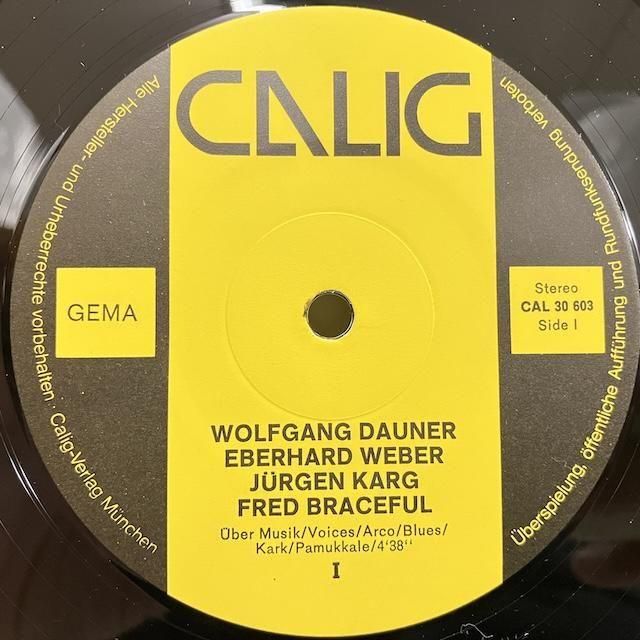 CALIG
Alle Hersteller- und Urheberrechte vorbehalten · Calig-Verlag München
GEMA
Stereo
CAL 30 603
Side I
Überspielung, öffentliche Aufführung und Rundfunksendung verboten
WOLFGANG DAUNER
EBERHARD WEBER
JÜRGEN KARG
FRED BRACEFUL
Über Musik/Voices/Arco/Blues/
Kark/Pamukkale/4'38''
I